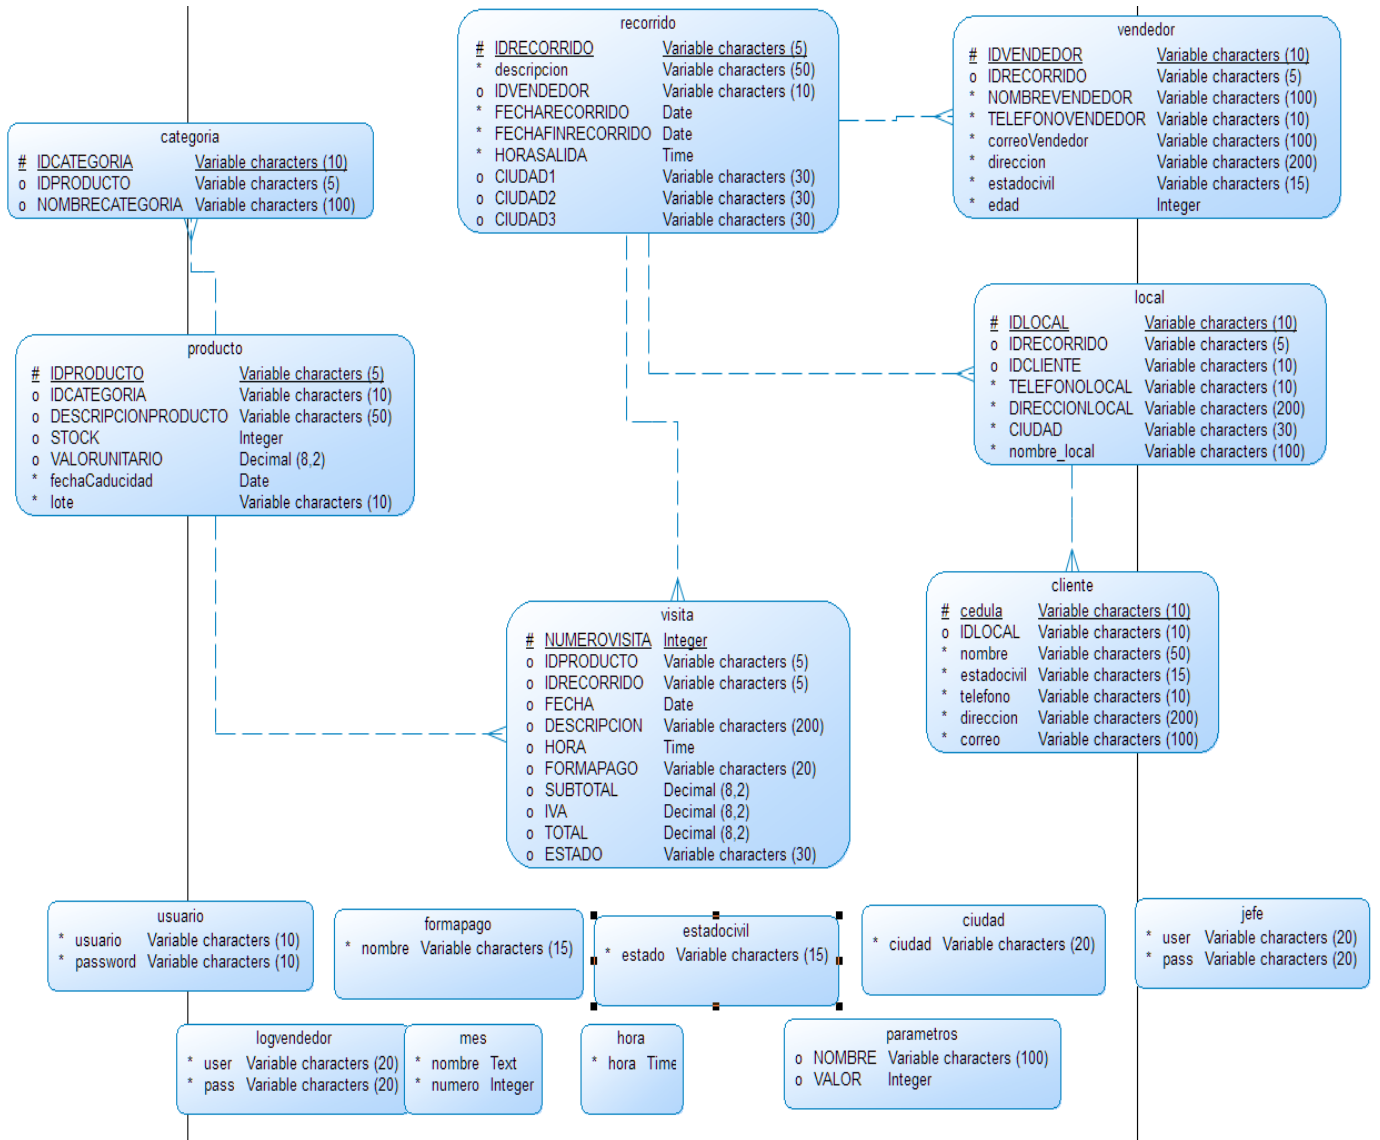 recorrido
# IDRECORRIDO Variable characters (5)
* descripcion Variable characters (50)
o IDVENDEDOR Variable characters (10)
* FECHARECORRIDO Date
* FECHAFINRECORRIDO Date
* HORASALIDA Time
o CIUDAD1 Variable characters (30)
o CIUDAD2 Variable characters (30)
o CIUDAD3 Variable characters (30)
vendedor
# IDVENDEDOR Variable characters (10)
o IDRECORRIDO Variable characters (5)
* NOMBREVENDEDOR Variable characters (100)
* TELEFONOVENDEDOR Variable characters (10)
* correoVendedor Variable characters (100)
* direccion Variable characters (200)
* estadocivil Variable characters (15)
* edad Integer
categoria
# IDCATEGORIA Variable characters (10)
o IDPRODUCTO Variable characters (5)
o NOMBRECATEGORIA Variable characters (100)
local
# IDLOCAL Variable characters (10)
o IDRECORRIDO Variable characters (5)
o IDCLIENTE Variable characters (10)
* TELEFONOLOCAL Variable characters (10)
* DIRECCIONLOCAL Variable characters (200)
* CIUDAD Variable characters (30)
* nombre_local Variable characters (100)
producto
# IDPRODUCTO Variable characters (5)
o IDCATEGORIA Variable characters (10)
o DESCRIPCIONPRODUCTO Variable characters (50)
o STOCK Integer
o VALORUNITARIO Decimal (8,2)
* fechaCaducidad Date
* lote Variable characters (10)
cliente
# cedula Variable characters (10)
o IDLOCAL Variable characters (10)
* nombre Variable characters (50)
* estadocivil Variable characters (15)
* telefono Variable characters (10)
* direccion Variable characters (200)
* correo Variable characters (100)
visita
# NUMEROVISITA Integer
o IDPRODUCTO Variable characters (5)
o IDRECORRIDO Variable characters (5)
o FECHA Date
o DESCRIPCION Variable characters (200)
o HORA Time
o FORMAPAGO Variable characters (20)
o SUBTOTAL Decimal (8,2)
o IVA Decimal (8,2)
o TOTAL Decimal (8,2)
o ESTADO Variable characters (30)
usuario
* usuario Variable characters (10)
* password Variable characters (10)
formapago
* nombre Variable characters (15)
estadocivil
* estado Variable characters (15)
ciudad
* ciudad Variable characters (20)
jefe
* user Variable characters (20)
* pass Variable characters (20)
logvendedor
* user Variable characters (20)
* pass Variable characters (20)
mes
* nombre Text
* numero Integer
hora
* hora Time
parametros
o NOMBRE Variable characters (100)
o VALOR Integer